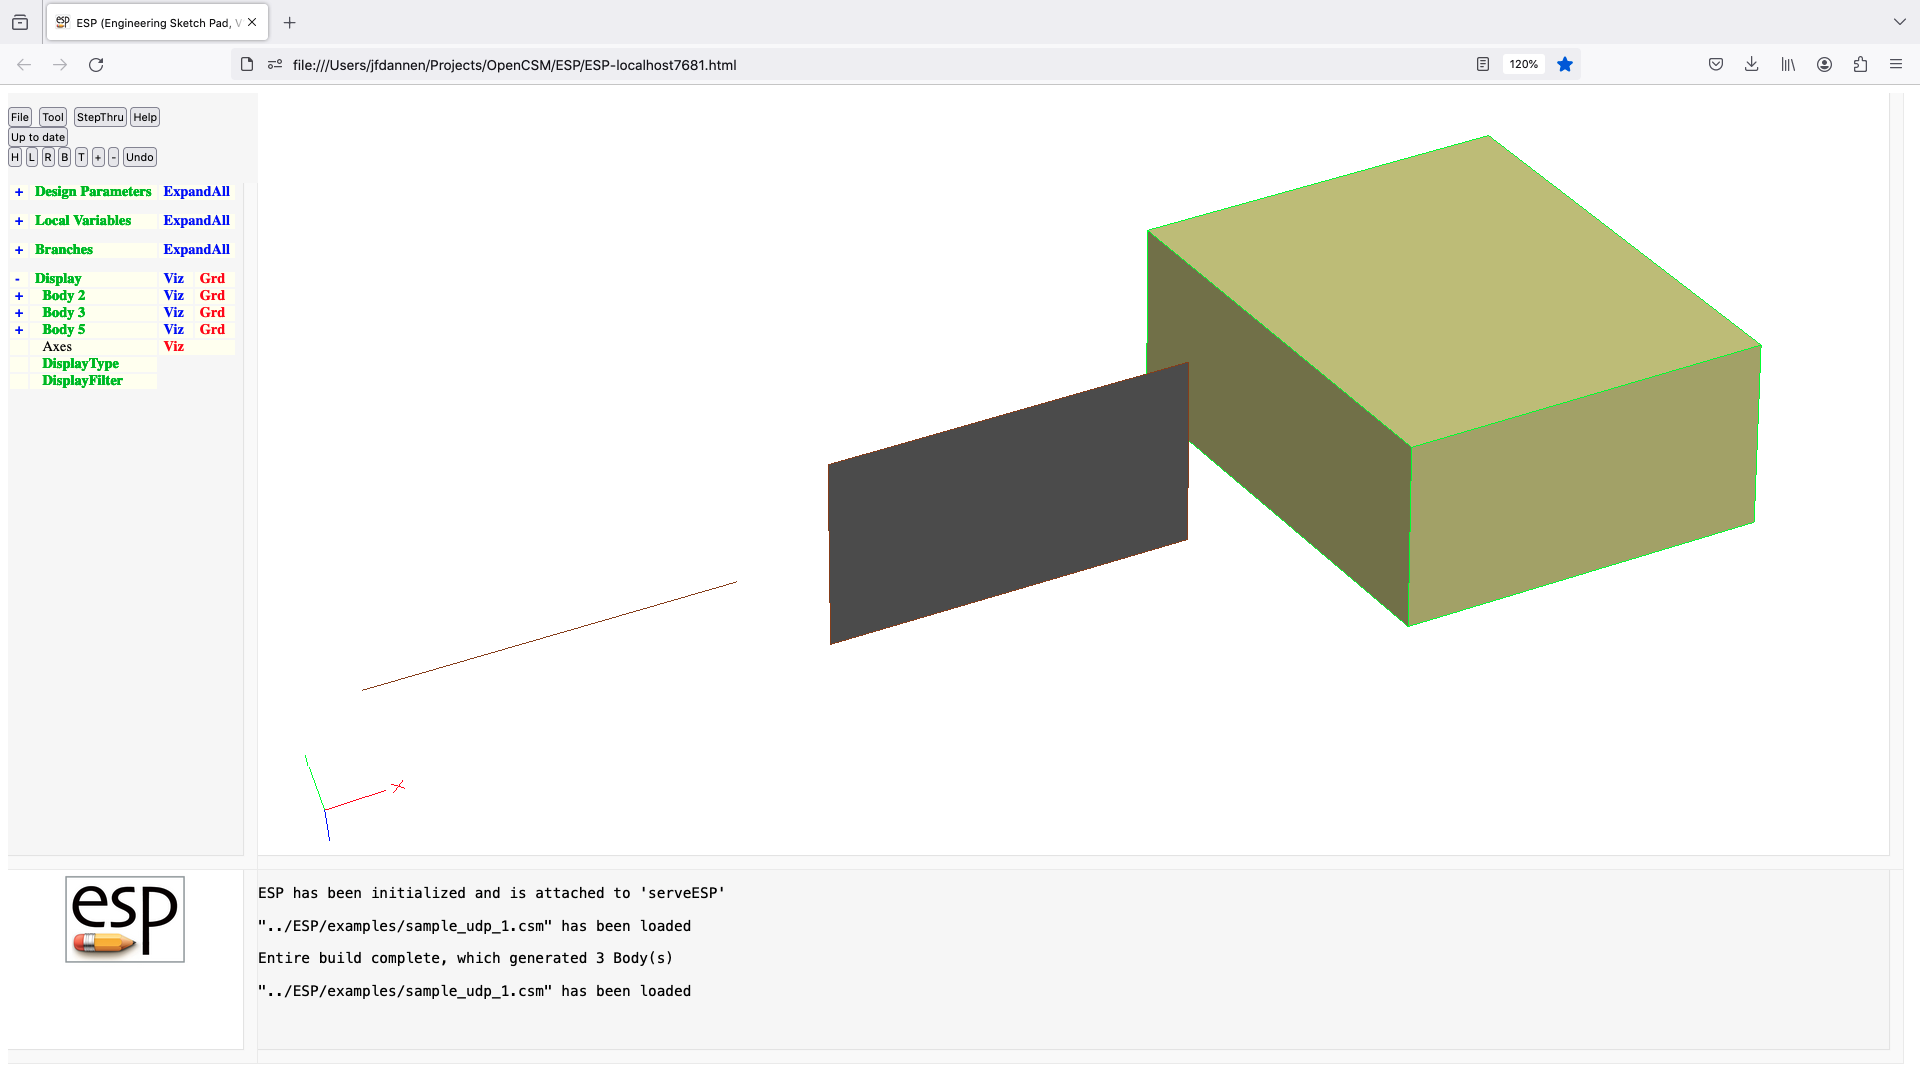 ESP (Engineering Sketch Pad, V
file:///Users/jfdannen/Projects/OpenCSM/ESP/ESP-localhost7681.html
120%
File Tool StepThru Help
Up to date
H L R B T + - Undo
+ Design Parameters ExpandAll
+ Local Variables ExpandAll
+ Branches ExpandAll
- Display Viz Grd
+ Body 2 Viz Grd
+ Body 3 Viz Grd
+ Body 5 Viz Grd
Axes Viz
DisplayType
DisplayFilter
X
esp
ESP has been initialized and is attached to 'serveESP'
"../ESP/examples/sample_udp_1.csm" has been loaded
Entire build complete, which generated 3 Body(s)
"../ESP/examples/sample_udp_1.csm" has been loaded